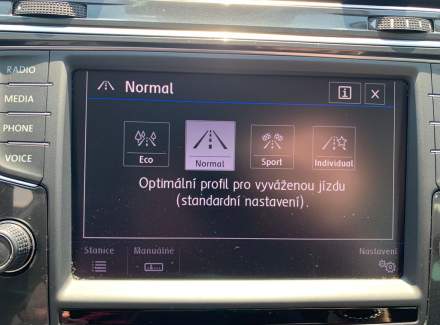 RADIO
MEDIA
PHONE
VOICE
Normal
i
X
Eco
Normal
Sport
Individual
Optimální profil pro vyváženou jízdu
(standardní nastavení).
Stanice
Manuálně
Nastavení